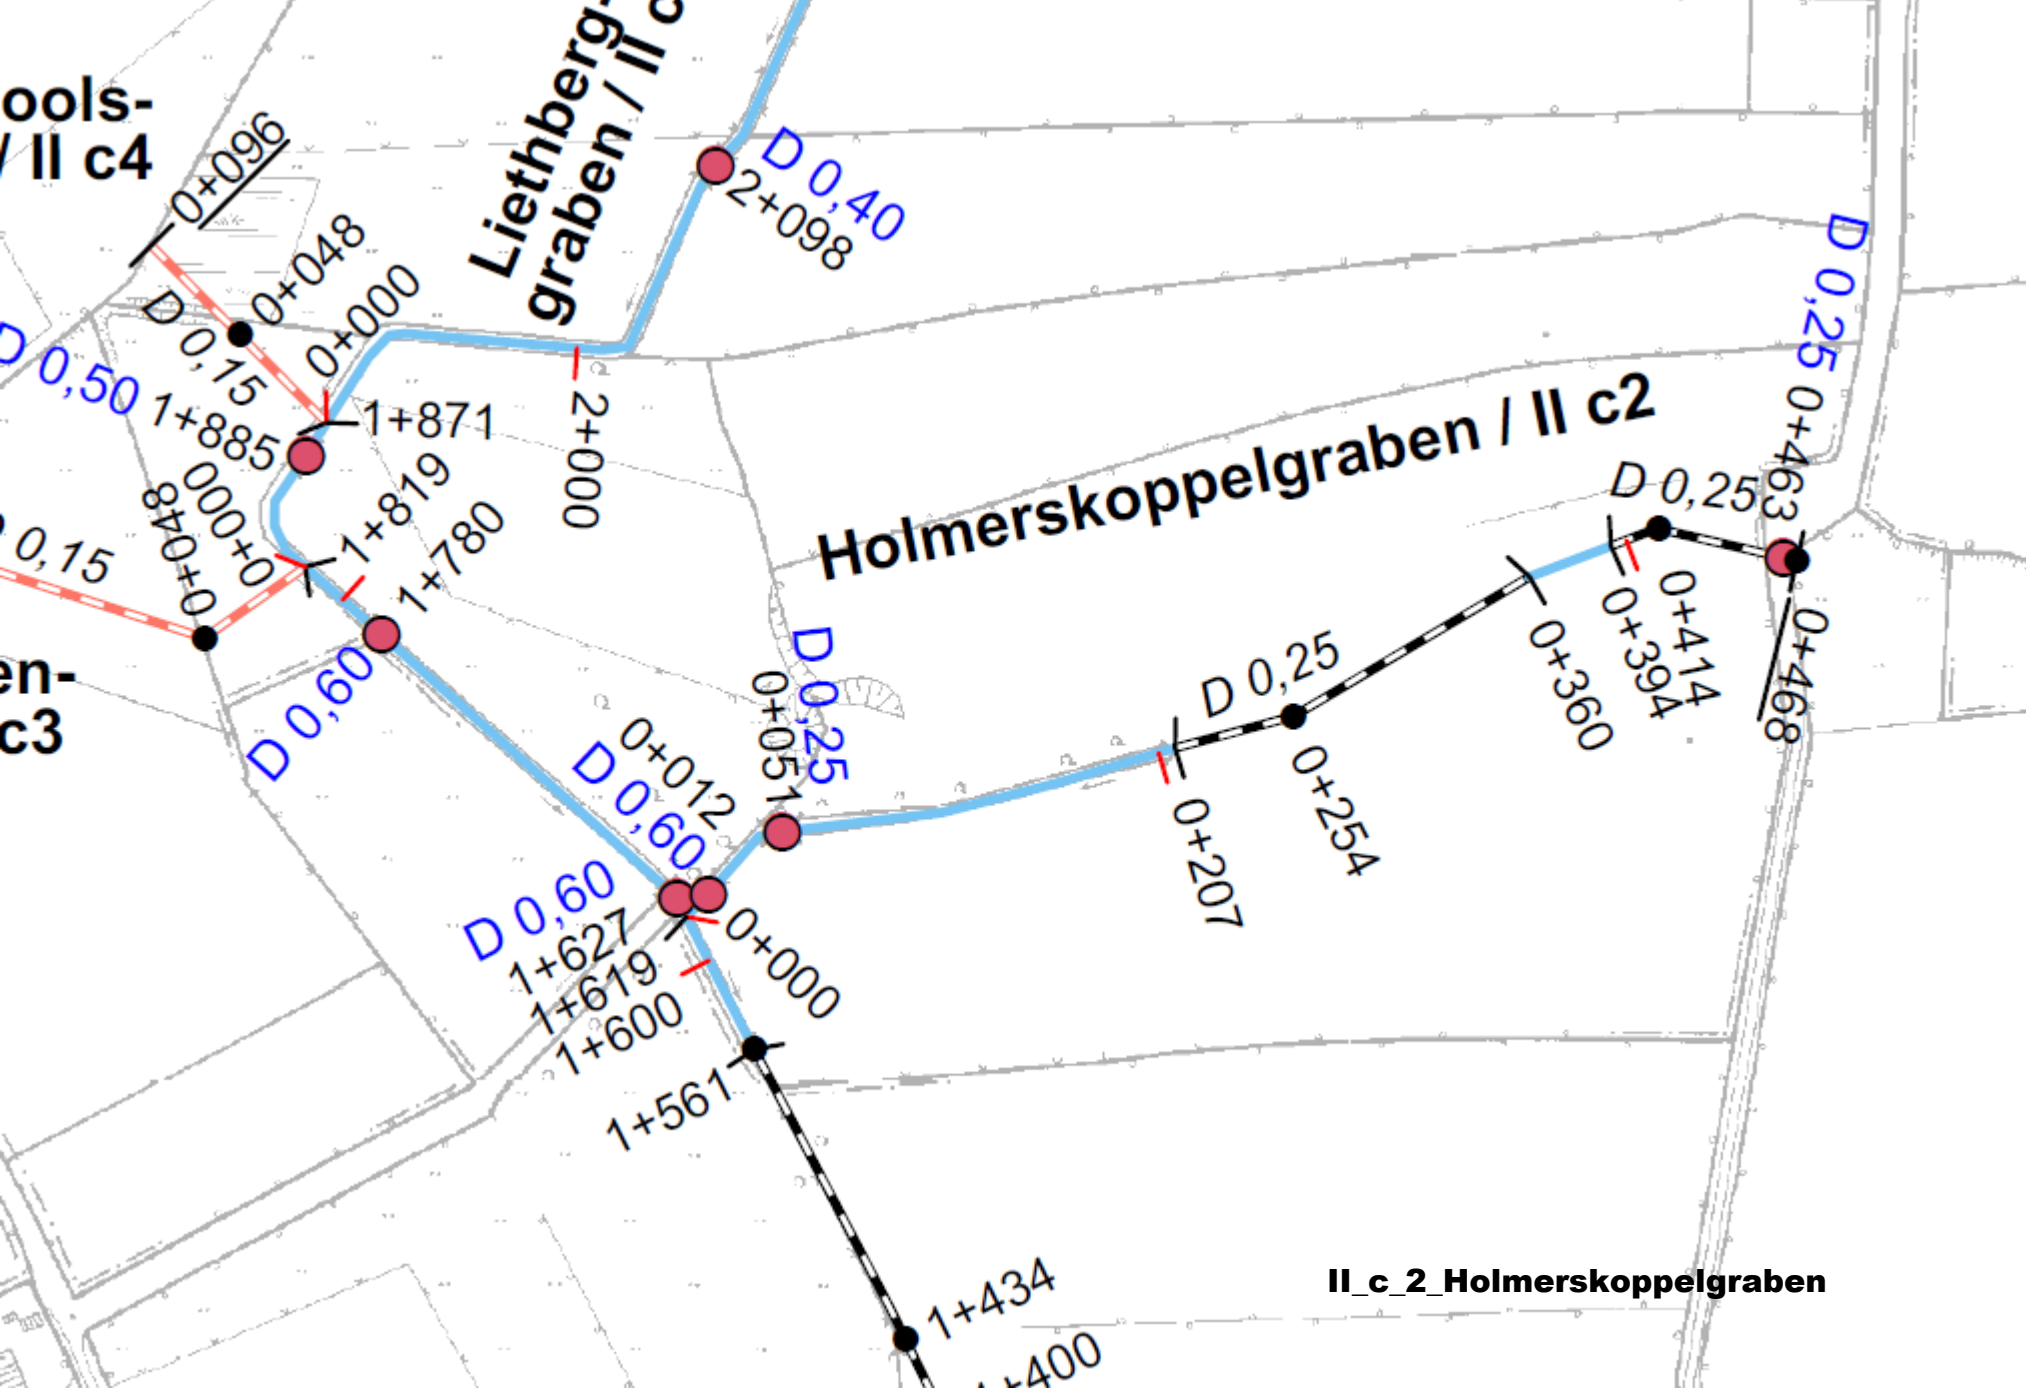 ools-
/ II c4
0+096
Liethberg-
graben / II c
D 0,40
2+098
0+048
0+000
D 0,15
D 0,50
1+885
1+871
2+000
0+000
0+048
1+819
1+780
0,15
en-
c3
D 0,60
Holmerskoppelgraben / II c2
D 0,25
0+463
D 0,25
0+414
0+394
0+360
0+468
D 0,25
0+254
0+207
D 0,25
0+051
0+012
D 0,60
D 0,60
1+627
1+619
1+600
0+000
1+561
1+434
1+400
II_c_2_Holmerskoppelgraben